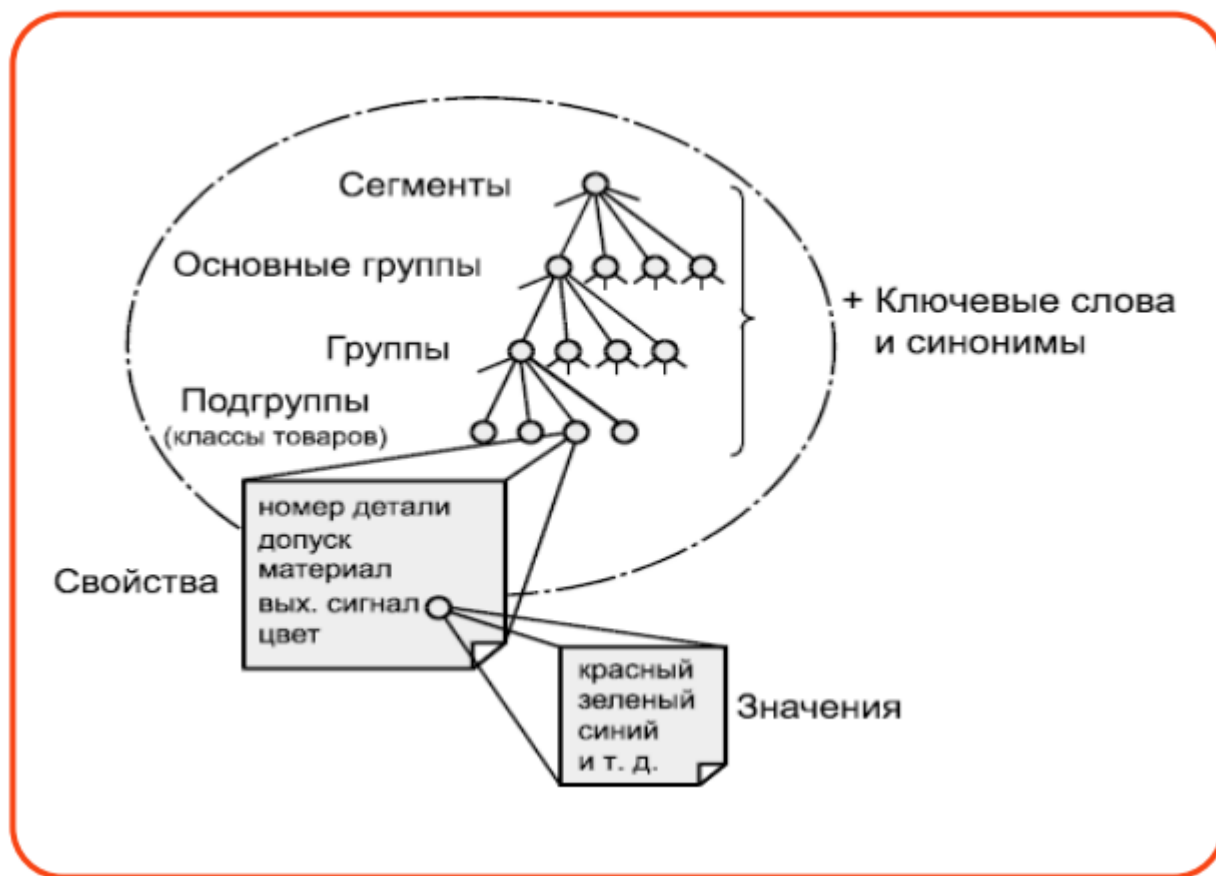 Сегменты
Основные группы
+ Ключевые слова
и синонимы
Группы
Подгруппы
(классы товаров)
номер детали
допуск
материал
вых. сигнал
цвет
Свойства
красный
зеленый
синий
и т. д.
Значения